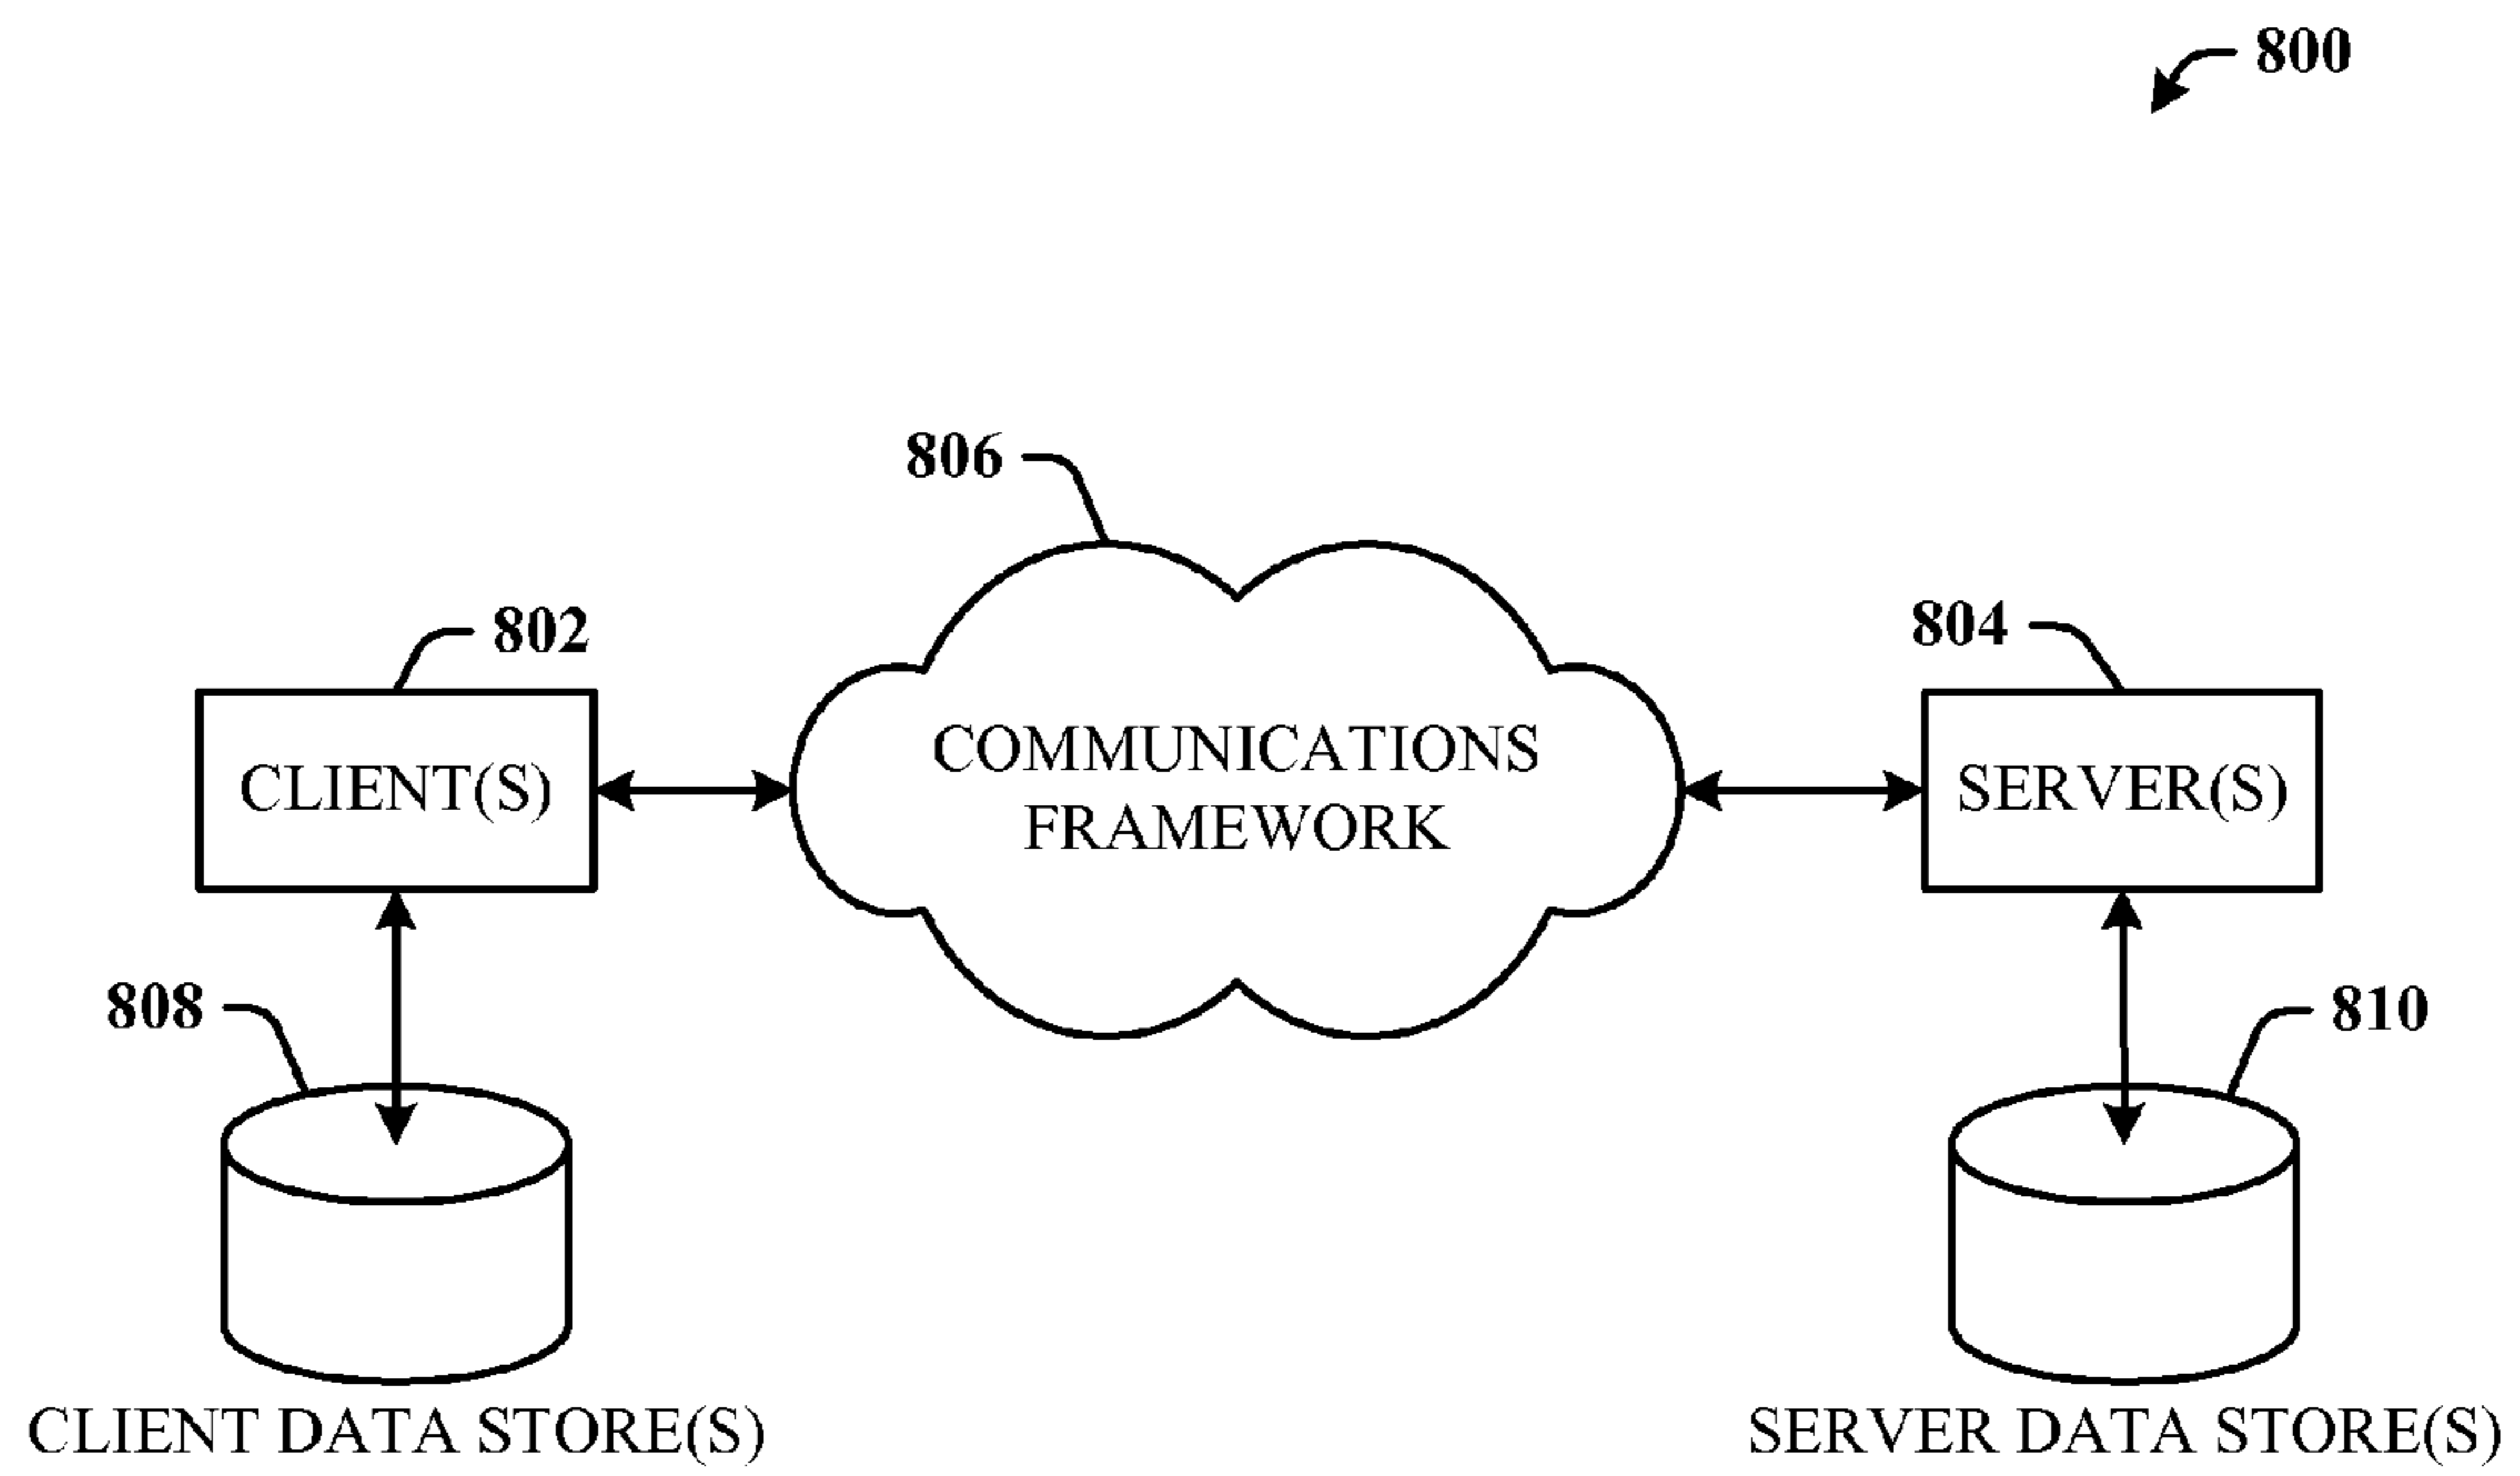 800
806
802
804
CLIENT(S)
COMMUNICATIONS
FRAMEWORK
SERVER(S)
808
810
CLIENT DATA STORE(S)
SERVER DATA STORE(S)